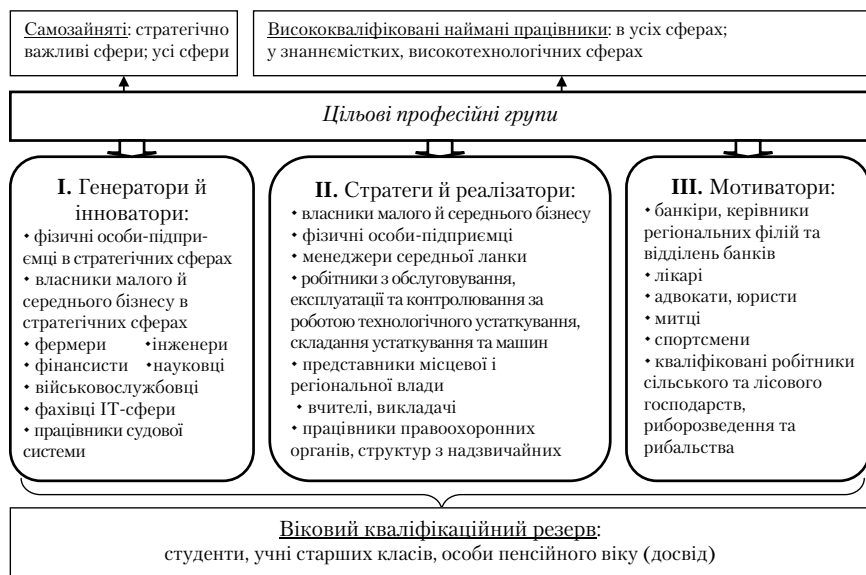 Самозайняті: стратегічно
важливі сфери; усі сфери
Висококваліфіковані наймані працівники: в усіх сферах;
у знаннємістких, високотехнологічних сферах
Цільові професійні групи
I. Генератори й
інноватори:
• фізичні особи-підпри-
ємці в стратегічних сферах
• власники малого й
середнього бізнесу в
стратегічних сферах
• фермери • інженери
• фінансисти • науковці
• військовослужбовці
• фахівці ІТ-сфери
• працівники судової
системи
II. Стратеги й реалізатори:
• власники малого й середнього бізнесу
• фізичні особи-підприємці
• менеджери середньої ланки
• робітники з обслуговування,
експлуатації та контролювання за
роботою технологічного устаткування,
складання устаткування та машин
• представники місцевої і
регіональної влади
• вчителі, викладачі
• працівники правоохоронних
органів, структур з надзвичайних
III. Мотиватори:
• банкіри, керівники
регіональних філій та
відділень банків
• лікарі
• адвокати, юристи
• митці
• спортсмени
• кваліфіковані робітники
сільського та лісового
господарств,
риборозведення та
рибальства
Віковий кваліфікаційний резерв:
студенти, учні старших класів, особи пенсійного віку (досвід)